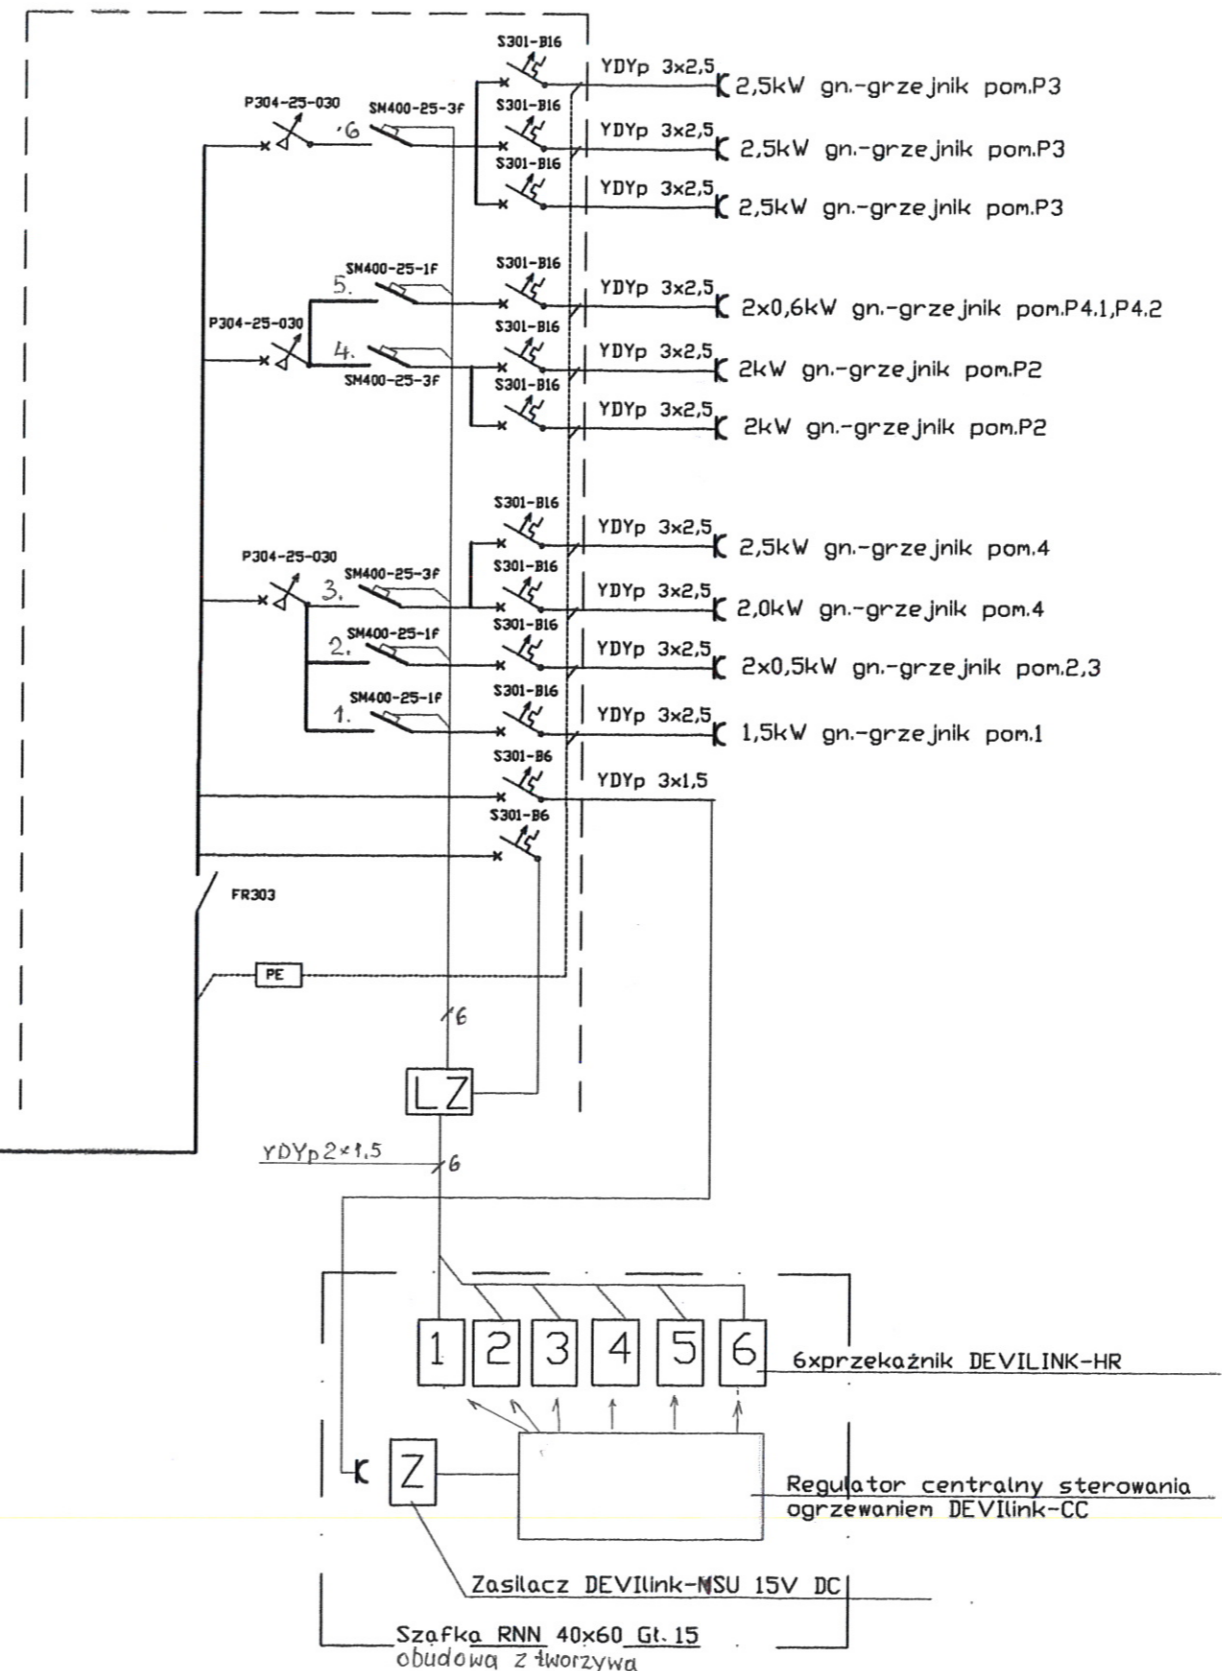 S301-B16
YDYp 3x2,5
2,5kW gn.-grzejnik pom.P3
P304-25-030
6
SM400-25-3f
S301-B16
YDYp 3x2,5
2,5kW gn.-grzejnik pom.P3
S301-B16
YDYp 3x2,5
2,5kW gn.-grzejnik pom.P3
SM400-25-1f
5.
S301-B16
YDYp 3x2,5
2x0,6kW gn.-grzejnik pom.P4.1,P4.2
P304-25-030
4.
SM400-25-3f
S301-B16
YDYp 3x2,5
2kW gn.-grzejnik pom.P2
S301-B16
YDYp 3x2,5
2kW gn.-grzejnik pom.P2
S301-B16
YDYp 3x2,5
2,5kW gn.-grzejnik pom.4
P304-25-030
3.
SM400-25-3f
S301-B16
YDYp 3x2,5
2,0kW gn.-grzejnik pom.4
2.
SM400-25-1f
S301-B16
YDYp 3x2,5
2x0,5kW gn.-grzejnik pom.2,3
1.
SM400-25-1f
S301-B16
YDYp 3x2,5
1,5kW gn.-grzejnik pom.1
S301-B6
YDYp 3x1,5
S301-B6
FR303
PE
6
LZ
YDYp 2x1,5
6
1 2 3 4 5 6
6xprzekaźnik DEVILINK-HR
Z
Regulator centralny sterowania
ogrzewaniem DEVIlink-CC
Zasilacz DEVIlink-NSU 15V DC
Szafka RNN 40x60 Gł.15
obudowa z tworzywa